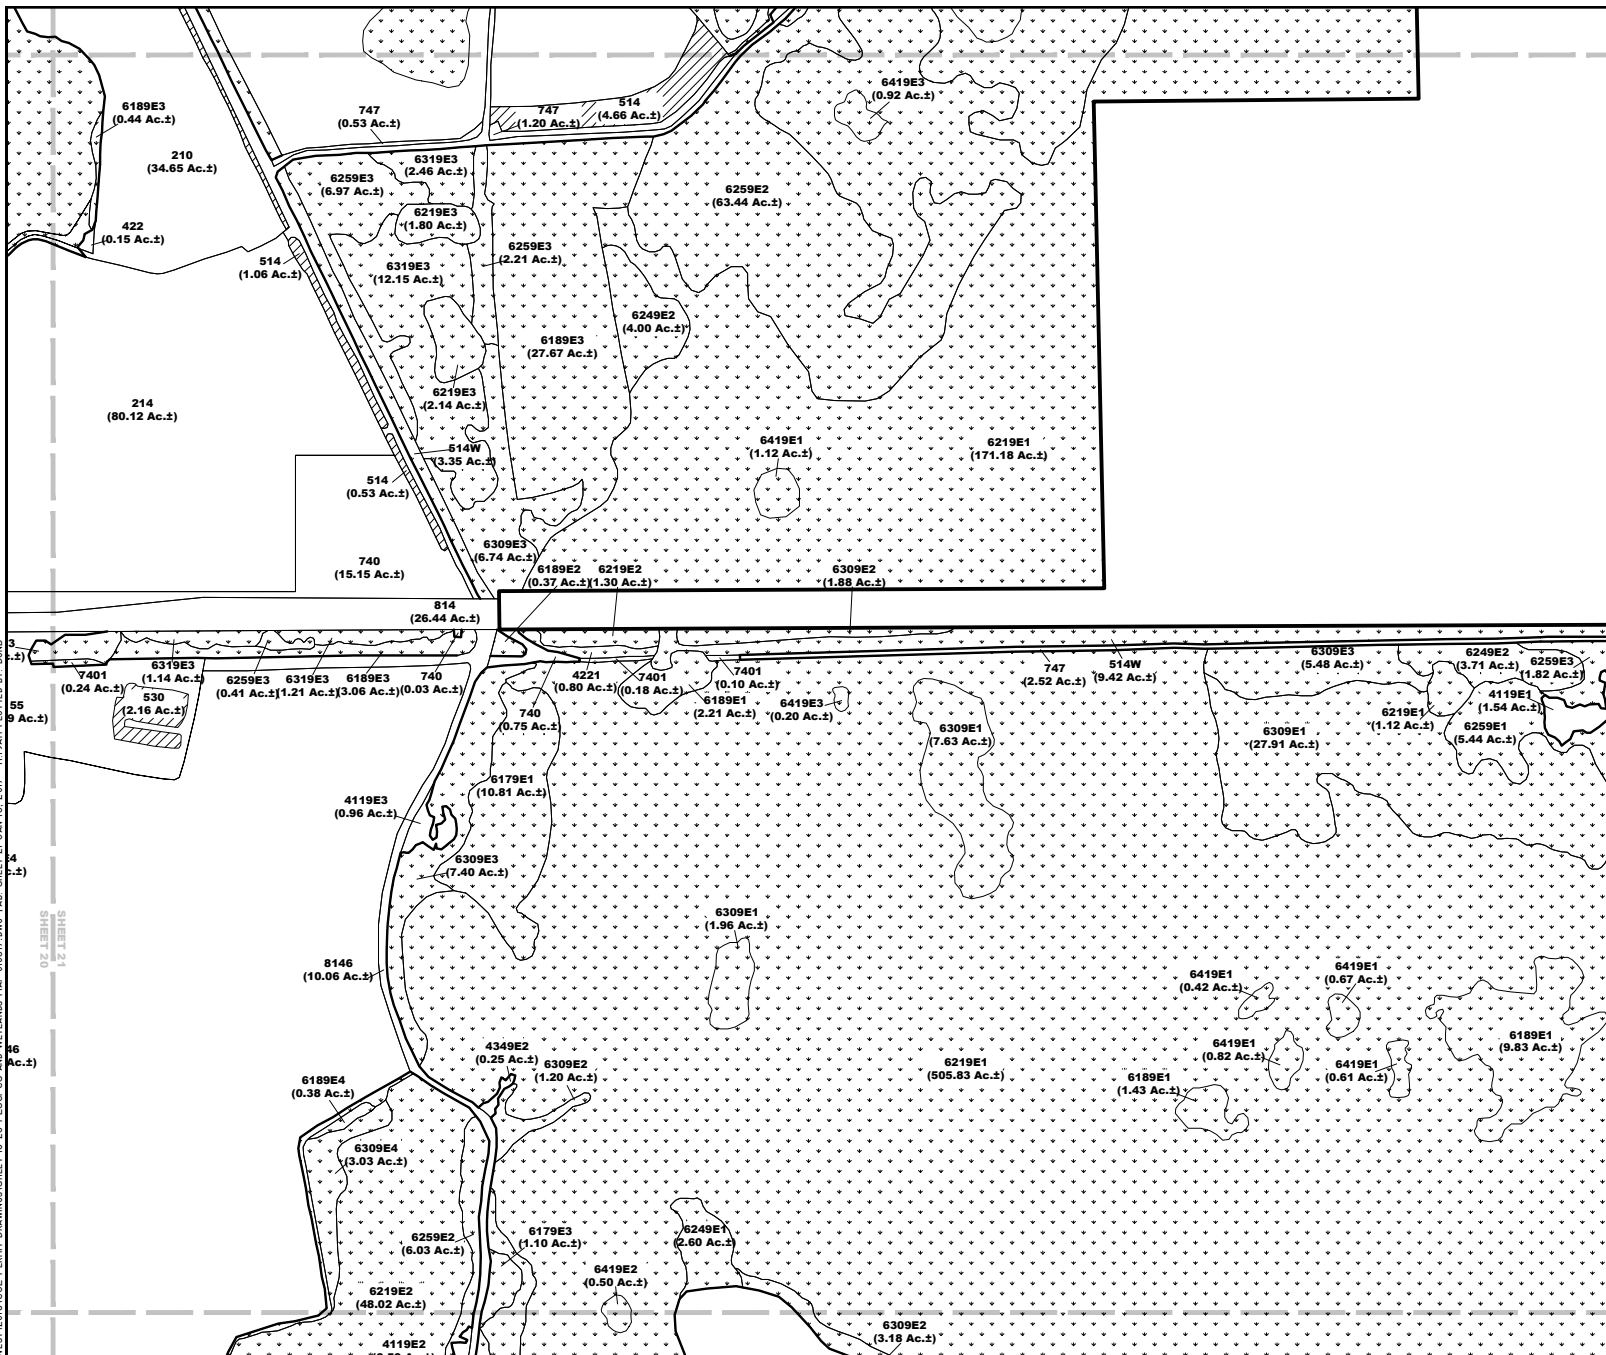 6189E3
(0.44 Ac.±)
747
(0.53 Ac.±)
747
(1.20 Ac.±)
514
(4.66 Ac.±)
6419E3
(0.92 Ac.±)
210
(34.65 Ac.±)
6259E3
(6.97 Ac.±)
6319E3
(2.46 Ac.±)
6259E2
(63.44 Ac.±)
422
(0.15 Ac.±)
6219E3
(1.80 Ac.±)
514
(1.06 Ac.±)
6319E3
(12.15 Ac.±)
6259E3
(2.21 Ac.±)
6249E2
(4.00 Ac.±)
6189E3
(27.67 Ac.±)
214
(80.12 Ac.±)
6219E3
(2.14 Ac.±)
514W
(3.35 Ac.±)
6419E1
(1.12 Ac.±)
6219E1
(171.18 Ac.±)
514
(0.53 Ac.±)
740
(15.15 Ac.±)
6309E3
(6.74 Ac.±)
6189E2
(0.37 Ac.±)
6219E2
(1.30 Ac.±)
6309E2
(1.88 Ac.±)
814
(26.44 Ac.±)
7401
(0.24 Ac.±)
6319E3
(1.14 Ac.±)
6259E3
(0.41 Ac.±)
6319E3
(1.21 Ac.±)
6189E3
(3.06 Ac.±)
740
(0.03 Ac.±)
4221
(0.80 Ac.±)
7401
(0.18 Ac.±)
7401
(0.10 Ac.±)
747
(2.52 Ac.±)
514W
(9.42 Ac.±)
6309E3
(5.48 Ac.±)
6249E2
(3.71 Ac.±)
6259E3
(1.82 Ac.±)
530
(2.16 Ac.±)
740
(0.75 Ac.±)
6189E1
(2.21 Ac.±)
6419E3
(0.20 Ac.±)
6309E1
(7.63 Ac.±)
6309E1
(27.91 Ac.±)
6219E1
(1.12 Ac.±)
4119E1
(1.54 Ac.±)
6259E1
(5.44 Ac.±)
55
9 Ac.±)
6179E1
(10.81 Ac.±)
4119E3
(0.96 Ac.±)
6309E3
(7.40 Ac.±)
SHEET 21
SHEET 20
6309E1
(1.96 Ac.±)
8146
(10.06 Ac.±)
6419E1
(0.42 Ac.±)
6419E1
(0.67 Ac.±)
6189E1
(9.83 Ac.±)
46
Ac.±)
4349E2
(0.25 Ac.±)
6309E2
(1.20 Ac.±)
6219E1
(505.83 Ac.±)
6419E1
(0.82 Ac.±)
6419E1
(0.61 Ac.±)
6189E1
(1.43 Ac.±)
6189E4
(0.38 Ac.±)
6309E4
(3.03 Ac.±)
6259E2
(6.03 Ac.±)
6179E3
(1.10 Ac.±)
6249E1
(2.60 Ac.±)
6419E2
(0.50 Ac.±)
6219E2
(48.02 Ac.±)
6309E2
(3.18 Ac.±)
4119E2